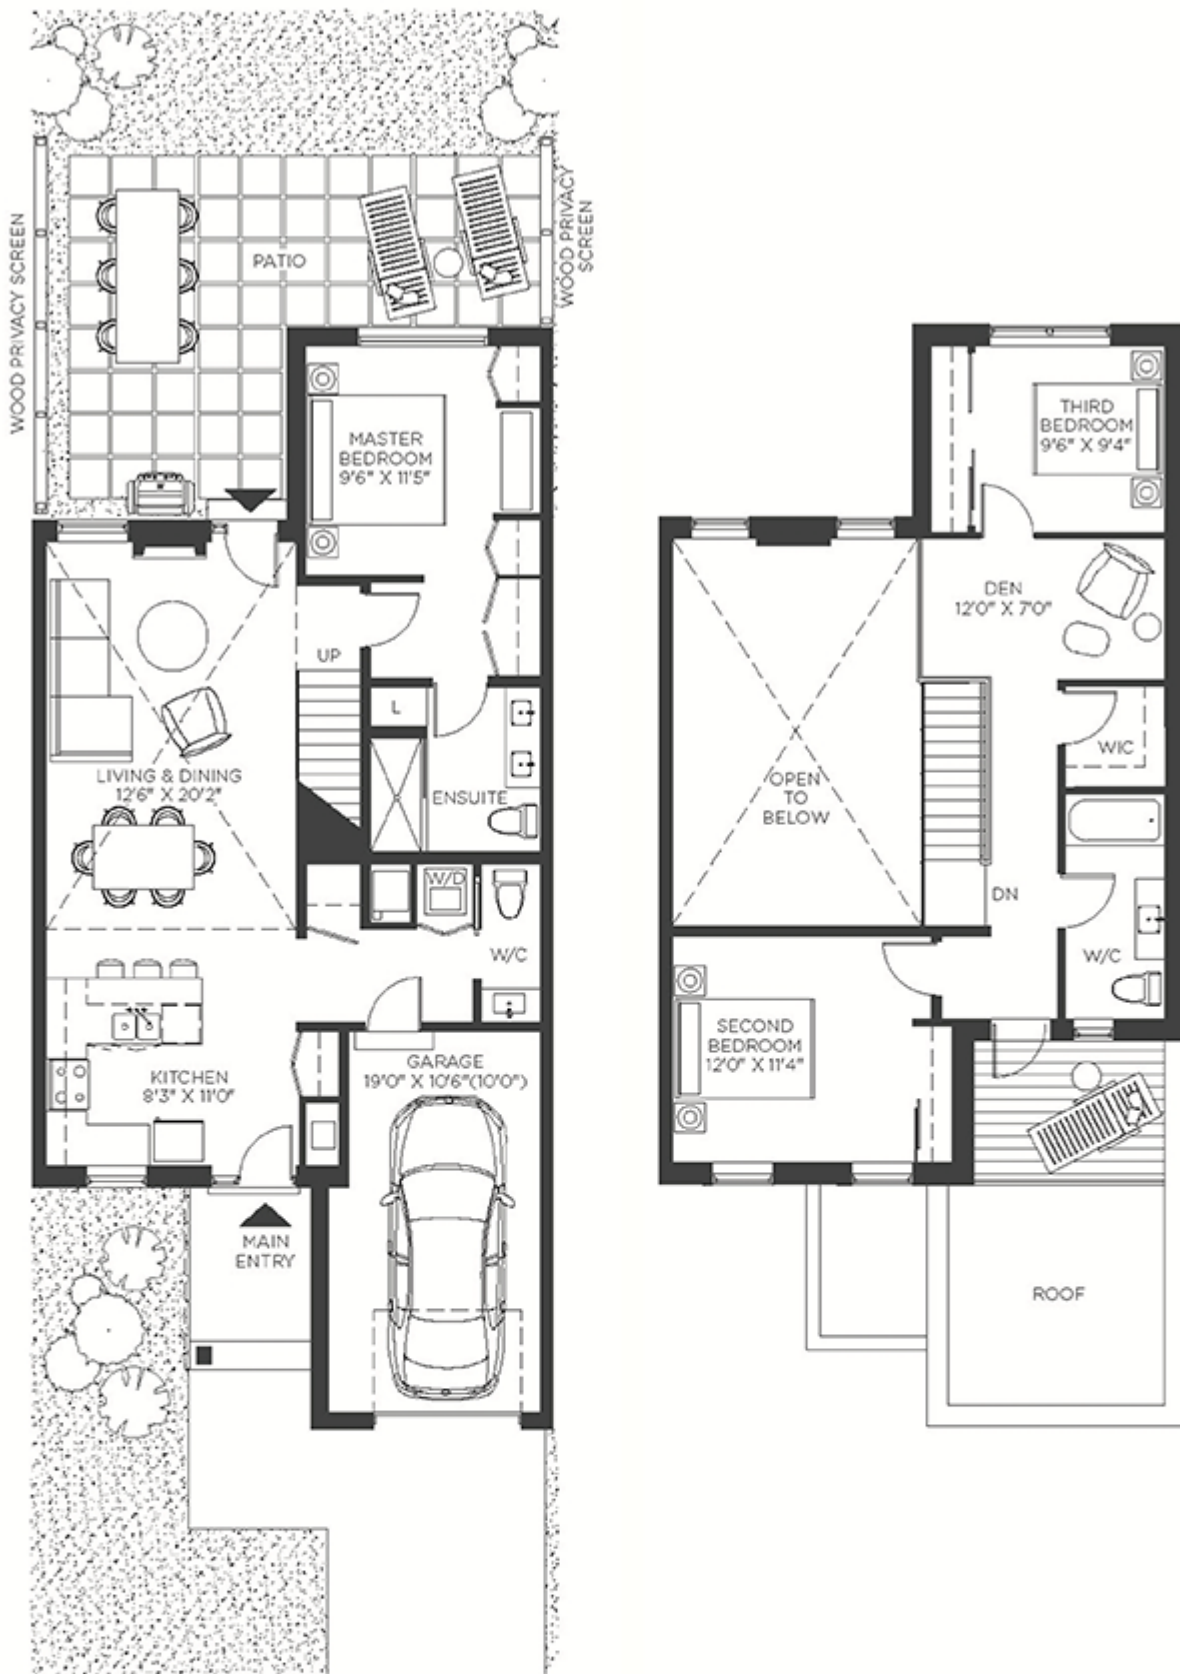 WOOD PRIVACY SCREEN
PATIO
WOOD PRIVACY
SCREEN
MASTER
BEDROOM
9'6" X 11'5"
UP
L
LIVING & DINING
12'6" X 20'2"
ENSUITE
W/D
W/C
KITCHEN
8'3" X 11'0"
GARAGE
19'0" X 10'6"(10'0")
MAIN
ENTRY
THIRD
BEDROOM
9'6" X 9'4"
DEN
12'0" X 7'0"
WIC
OPEN
TO
BELOW
DN
W/C
SECOND
BEDROOM
12'0" X 11'4"
ROOF